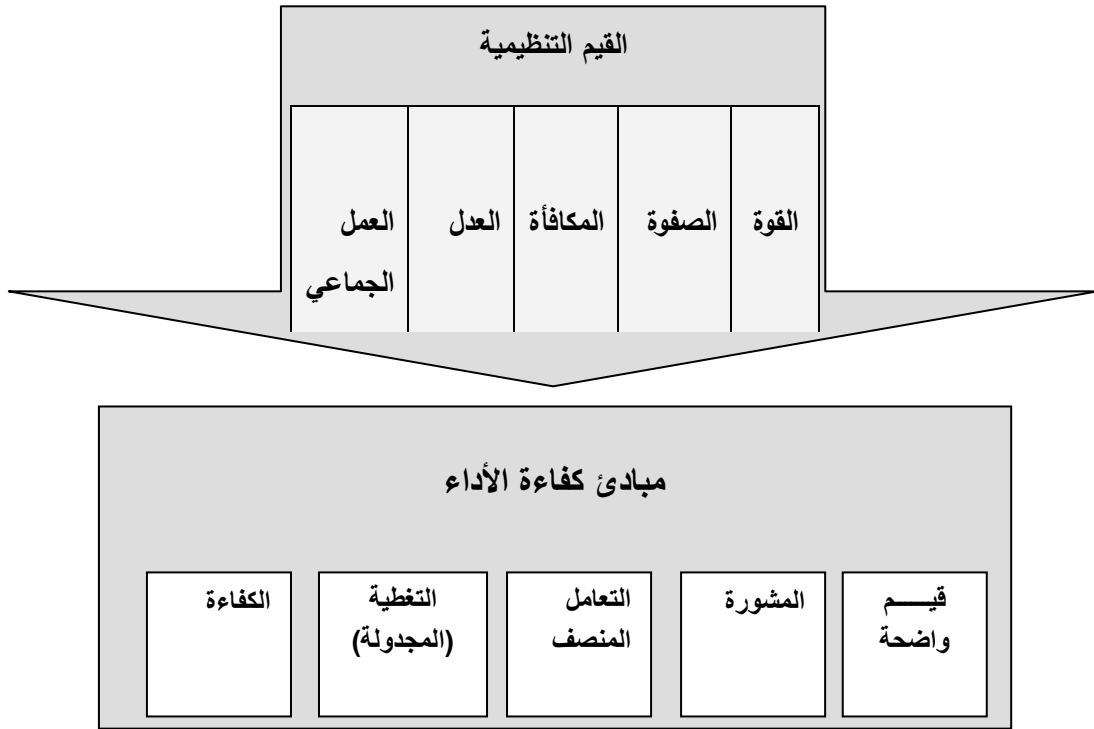 القيم التنظيمية
القوة
الصفوة
المكافأة
العدل
العمل
الجماعي
مبادئ كفاءة الأداء
قيـــــم
واضحة
المشورة
التعامل
المنصف
التغطية
(المجدولة)
الكفاءة